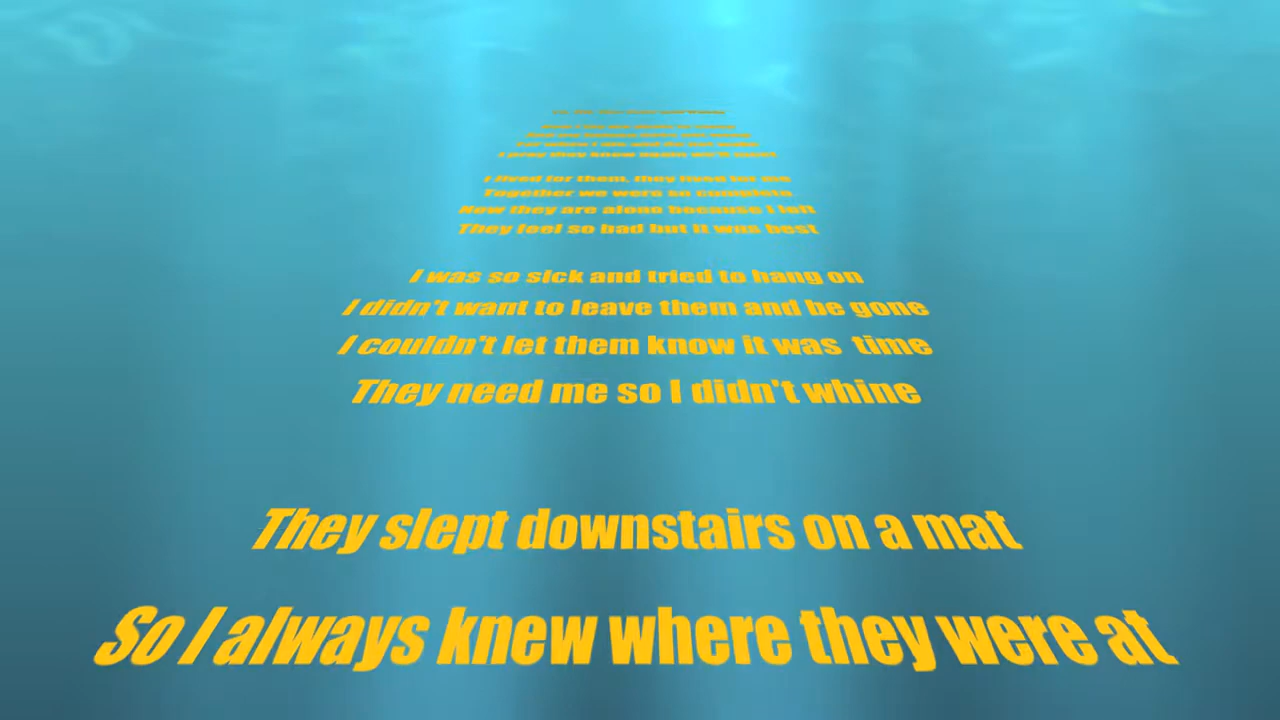 I pray they knew
I lived for them, they lived for me
Together we were so complete
Now they are alone because I left
They feel so bad but it was best
I was so sick and tried to hang on
I didn't want to leave them and be gone
I couldn't let them know it was time
They need me so I didn't whine
They slept downstairs on a mat
So I always knew where they were at